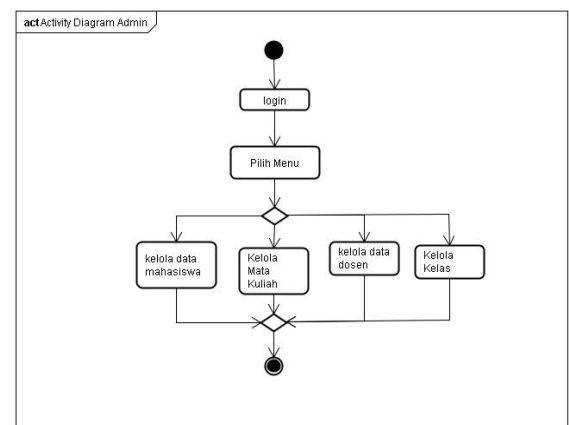 act Activity Diagram Admin
login
Pilih Menu
kelola data
mahasiswa
Kelola
Mata
Kuliah
kelola data
dosen
Kelola
Kelas